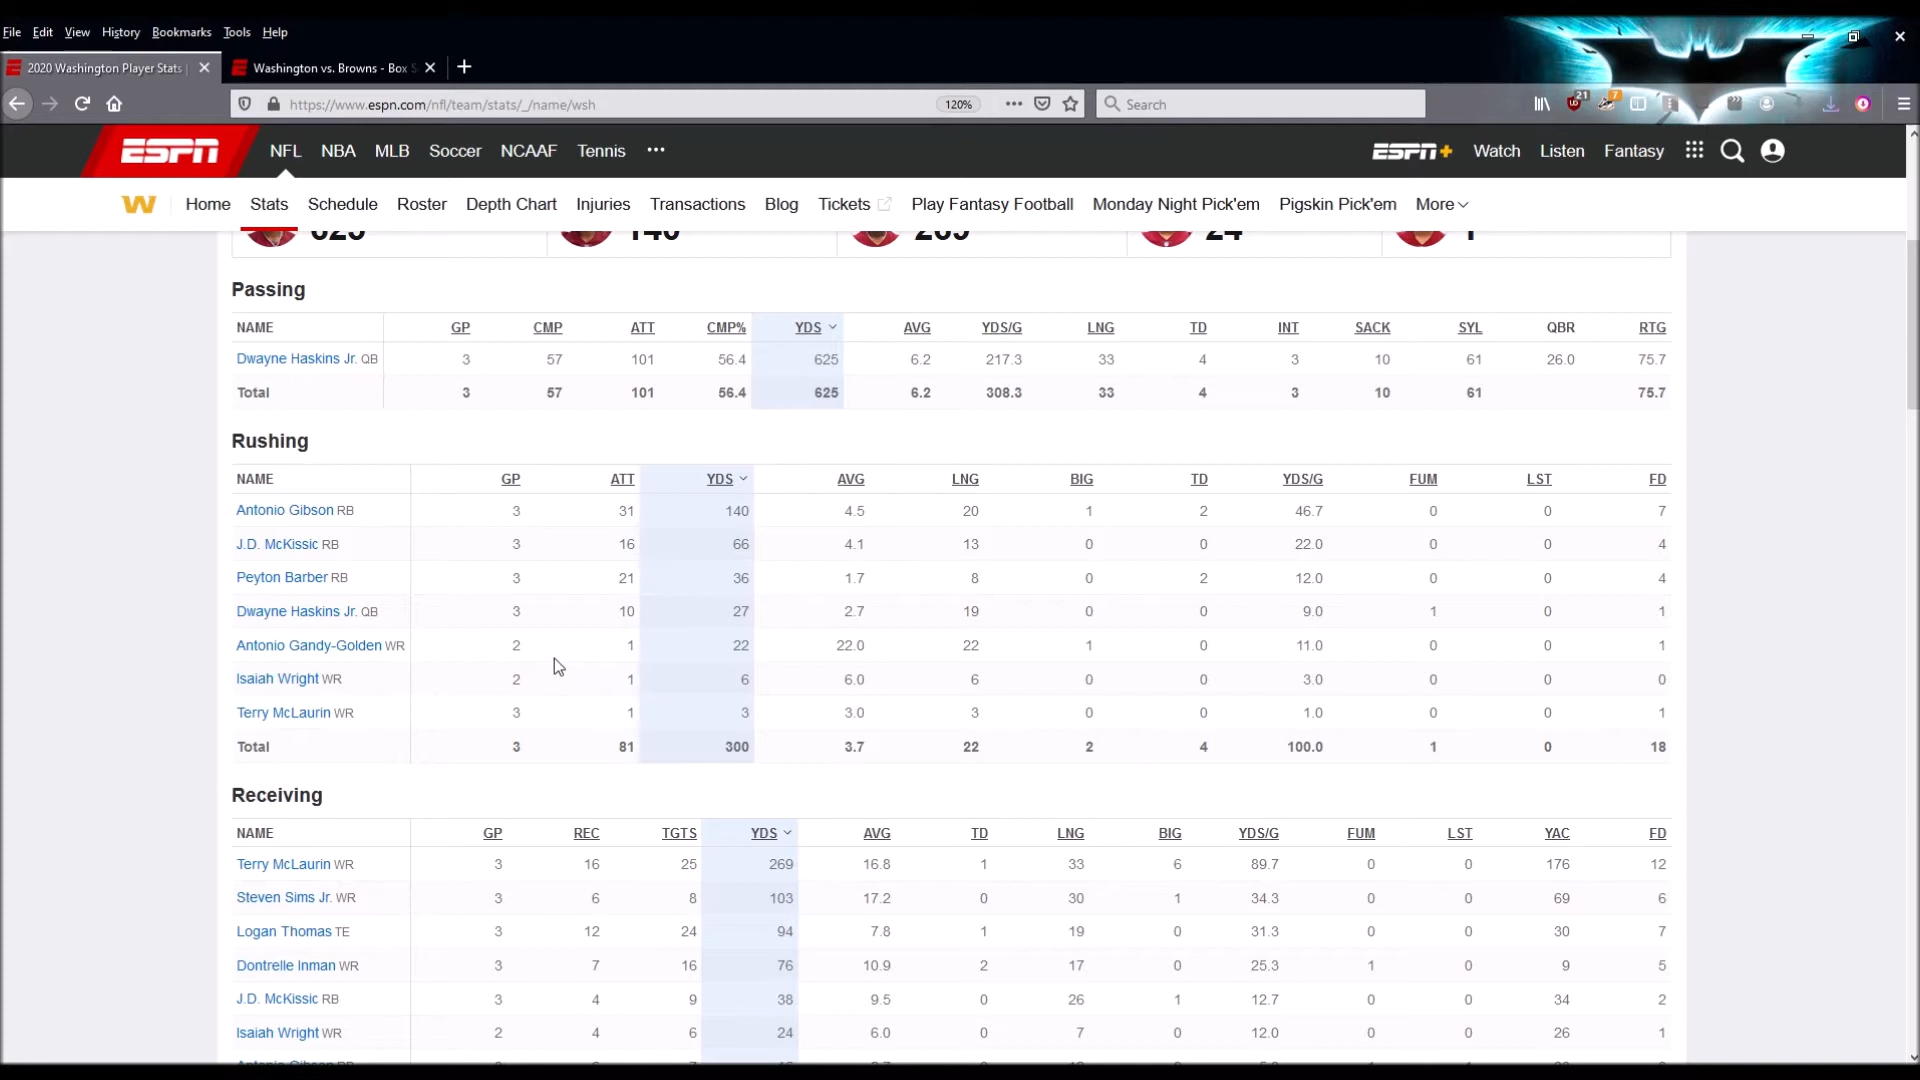 File Edit View History Bookmarks Tools Help
2020 Washington Player Stats Washington vs. Browns - Box
https://www.espn.com/nfl/team/stats/_/name/wsh 120% Search 21 7
ESPN NFL NBA MLB Soccer NCAAF Tennis ESPN+ Watch Listen Fantasy
W Home Stats Schedule Roster Depth Chart Injuries Transactions Blog Tickets Play Fantasy Football Monday Night Pick'em Pigskin Pick'em More
625 140 269 24 1
Passing
NAME GP CMP ATT CMP% YDS AVG YDS/G LNG TD INT SACK SYL QBR RTG
Dwayne Haskins Jr. QB 3 57 101 56.4 625 6.2 217.3 33 4 3 10 61 26.0 75.7
Total 3 57 101 56.4 625 6.2 308.3 33 4 3 10 61 75.7
Rushing
NAME GP ATT YDS AVG LNG BIG TD YDS/G FUM LST FD
Antonio Gibson RB 3 31 140 4.5 20 1 2 46.7 0 0 7
J.D. McKissic RB 3 16 66 4.1 13 0 0 22.0 0 0 4
Peyton Barber RB 3 21 36 1.7 8 0 2 12.0 0 0 4
Dwayne Haskins Jr. QB 3 10 27 2.7 19 0 0 9.0 1 0 1
Antonio Gandy-Golden WR 2 1 22 22.0 22 1 0 11.0 0 0 1
Isaiah Wright WR 2 1 6 6.0 6 0 0 3.0 0 0 0
Terry McLaurin WR 3 1 3 3.0 3 0 0 1.0 0 0 1
Total 3 81 300 3.7 22 2 4 100.0 1 0 18
Receiving
NAME GP REC TGTS YDS AVG TD LNG BIG YDS/G FUM LST YAC FD
Terry McLaurin WR 3 16 25 269 16.8 1 33 6 89.7 0 0 176 12
Steven Sims Jr. WR 3 6 8 103 17.2 0 30 1 34.3 0 0 69 6
Logan Thomas TE 3 12 24 94 7.8 1 19 0 31.3 0 0 30 7
Dontrelle Inman WR 3 7 16 76 10.9 2 17 0 25.3 1 0 9 5
J.D. McKissic RB 3 4 9 38 9.5 0 26 1 12.7 0 0 34 2
Isaiah Wright WR 2 4 6 24 6.0 0 7 0 12.0 0 0 26 1